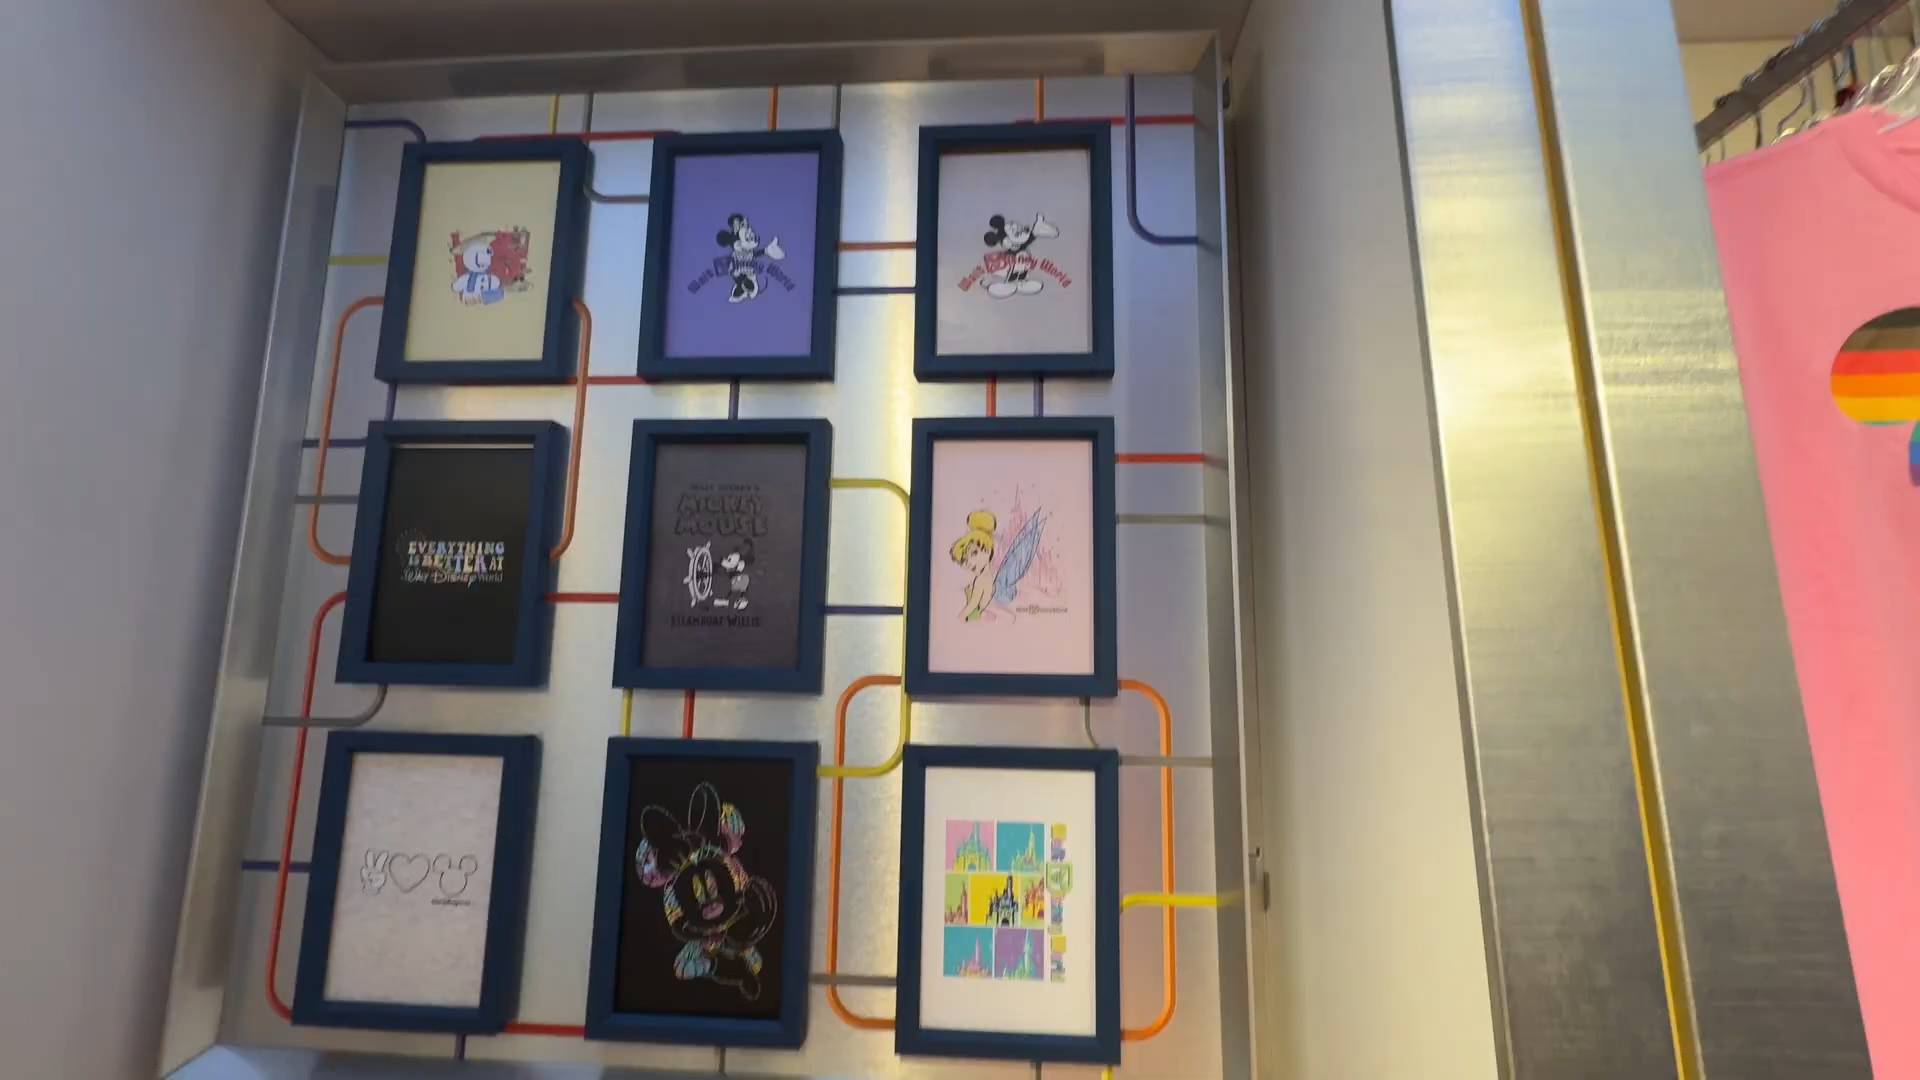 Walt Disney World
Walt Disney World
EVERYTHING
IS BETTER AT
Walt Disney World
WALT DISNEY'S
MICKEY
MOUSE
STEAMBOAT WILLIE